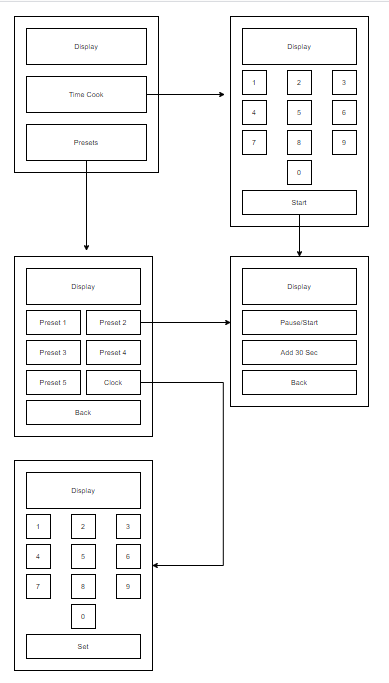 Display
Time Cook
Presets
Display
1 2 3
4 5 6
7 8 9
0
Start
Display
Preset 1 Preset 2
Preset 3 Preset 4
Preset 5 Clock
Back
Display
Pause/Start
Add 30 Sec
Back
Display
1 2 3
4 5 6
7 8 9
0
Set